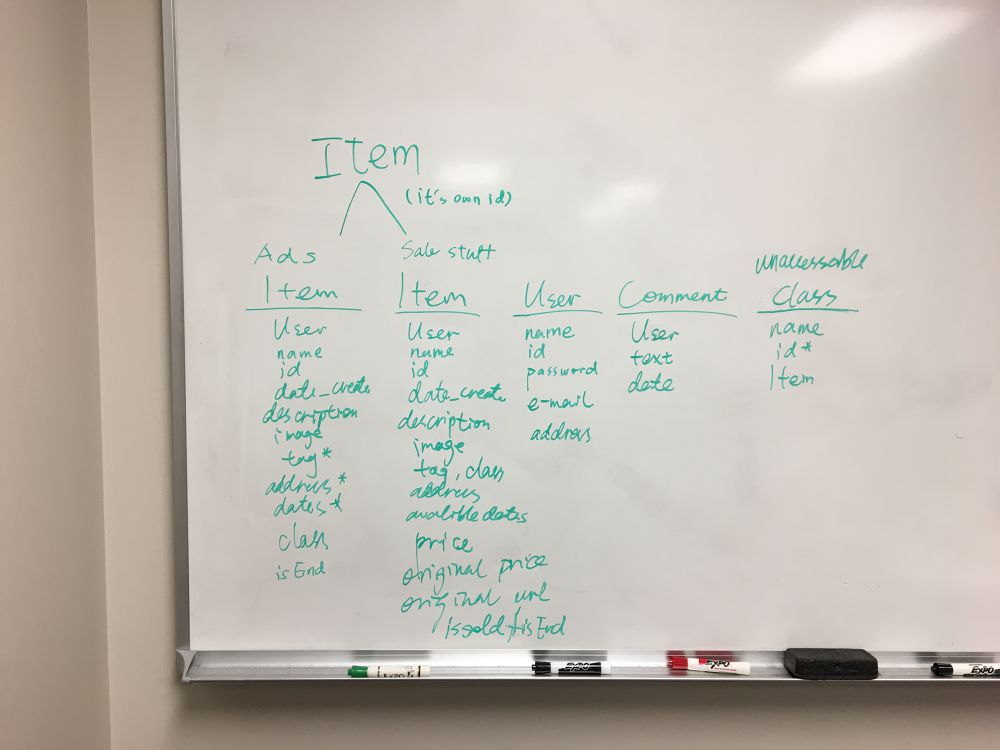 Item
(it's own id)
Ads
Item
User
name
id
date_create
description
image
tag*
address*
dates*
class
isEnd
Sale stuff
Item
User
name
id
date_create
description
image
tag, class
address
avalible dates
price
original price
original url
issold / isEnd
User
name
id
password
e-mail
address
Comment
User
text
date
unaccessable
class
name
id*
Item
EXPO
EXPO
EXPO
EXPO